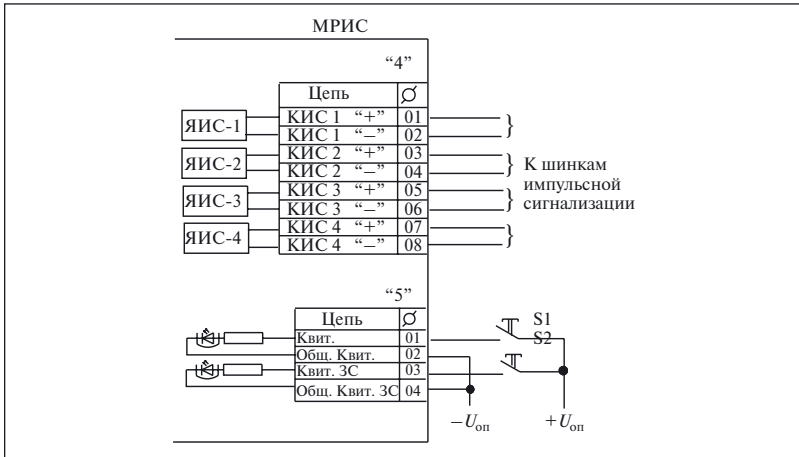 МРИС
“4”
Цепь Ø
ЯИС-1 КИС 1 “+” 01
КИС 1 “−” 02
ЯИС-2 КИС 2 “+” 03
КИС 2 “−” 04
ЯИС-3 КИС 3 “+” 05
КИС 3 “−” 06
ЯИС-4 КИС 4 “+” 07
КИС 4 “−” 08
К шинкам
импульсной
сигнализации
“5”
Цепь Ø
Квит. 01
Общ. Квит. 02
Квит. ЗС 03
Общ. Квит. ЗС 04
S1
S2
−Uоп +Uоп